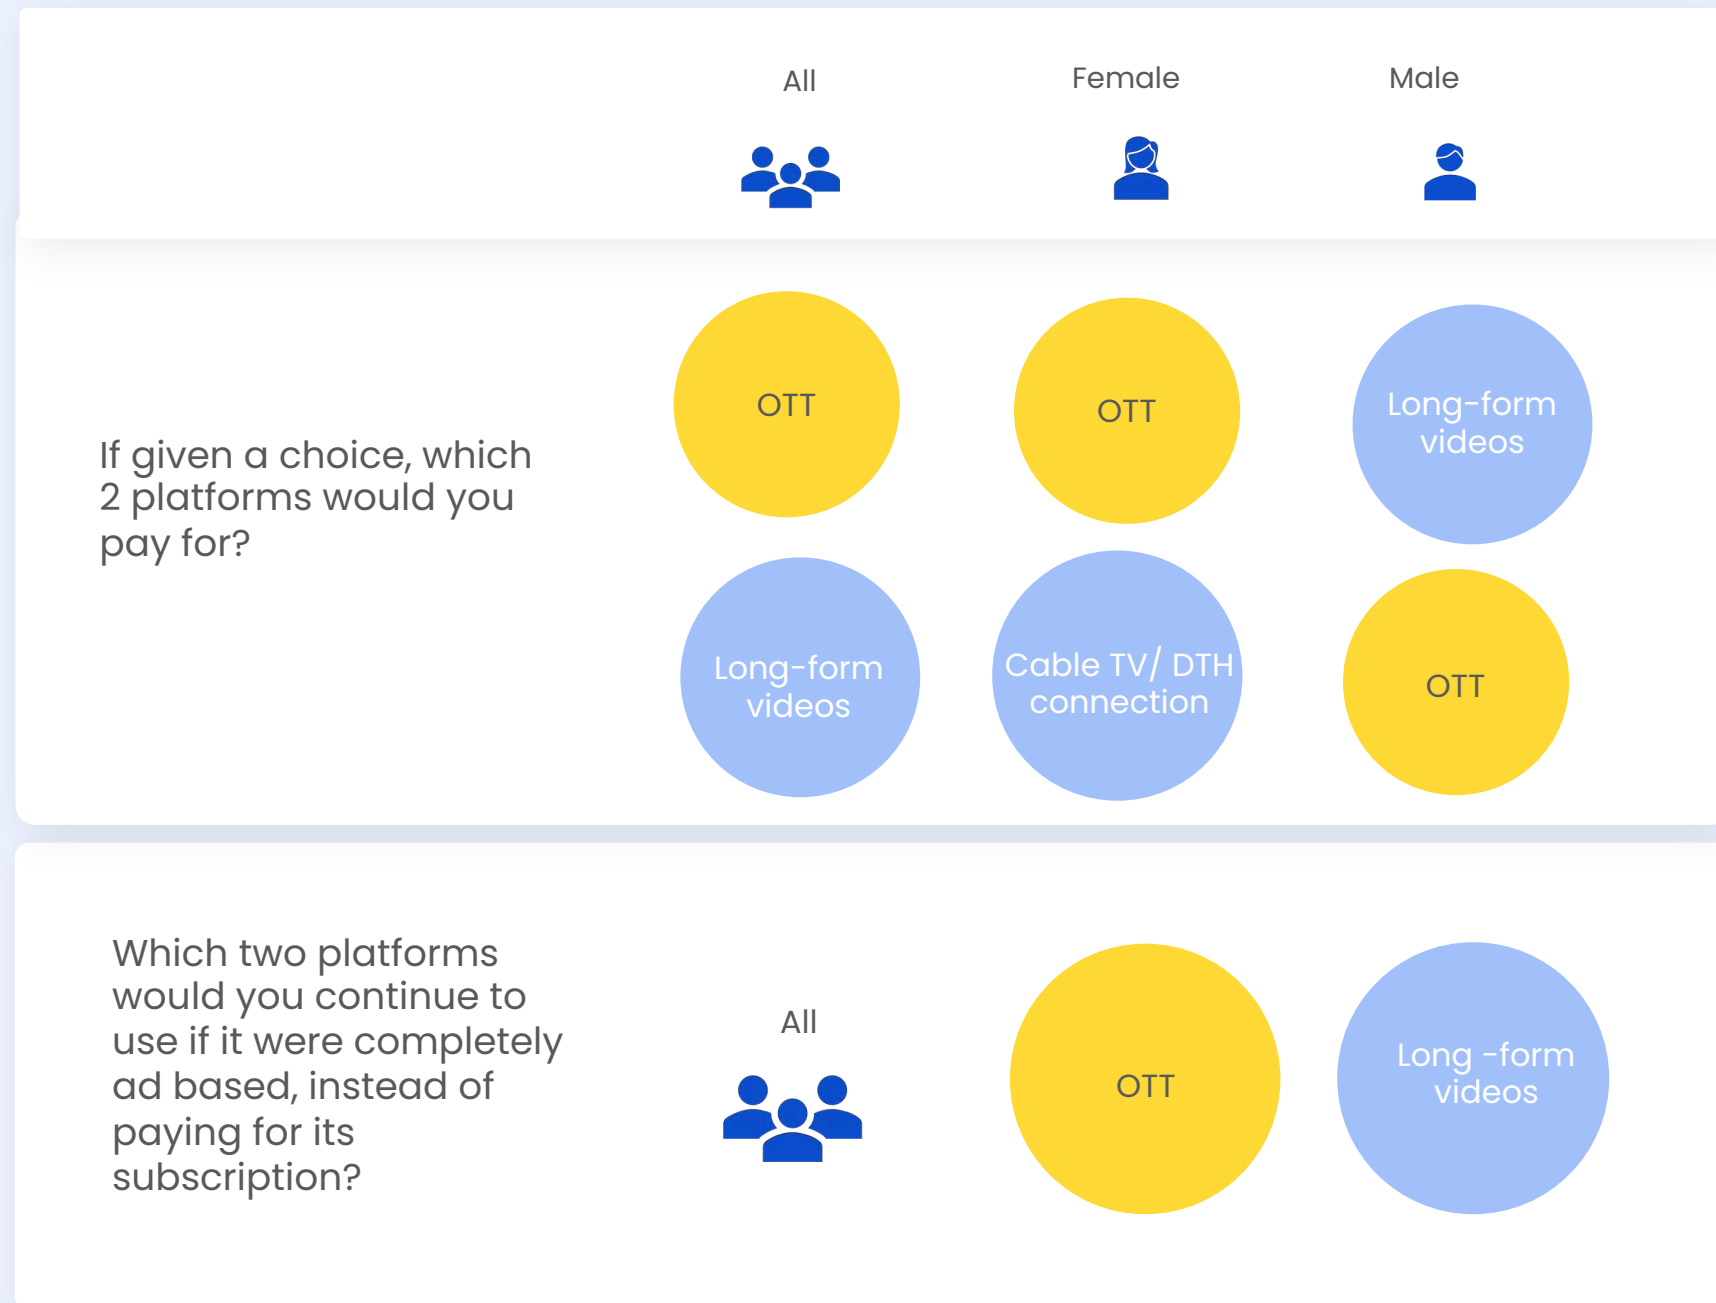 All
Female
Male
If given a choice, which
2 platforms would you
pay for?
OTT
OTT
Long-form
videos
Long-form
videos
Cable TV/ DTH
connection
OTT
Which two platforms
would you continue to
use if it were completely
ad based, instead of
paying for its
subscription?
All
OTT
Long -form
videos